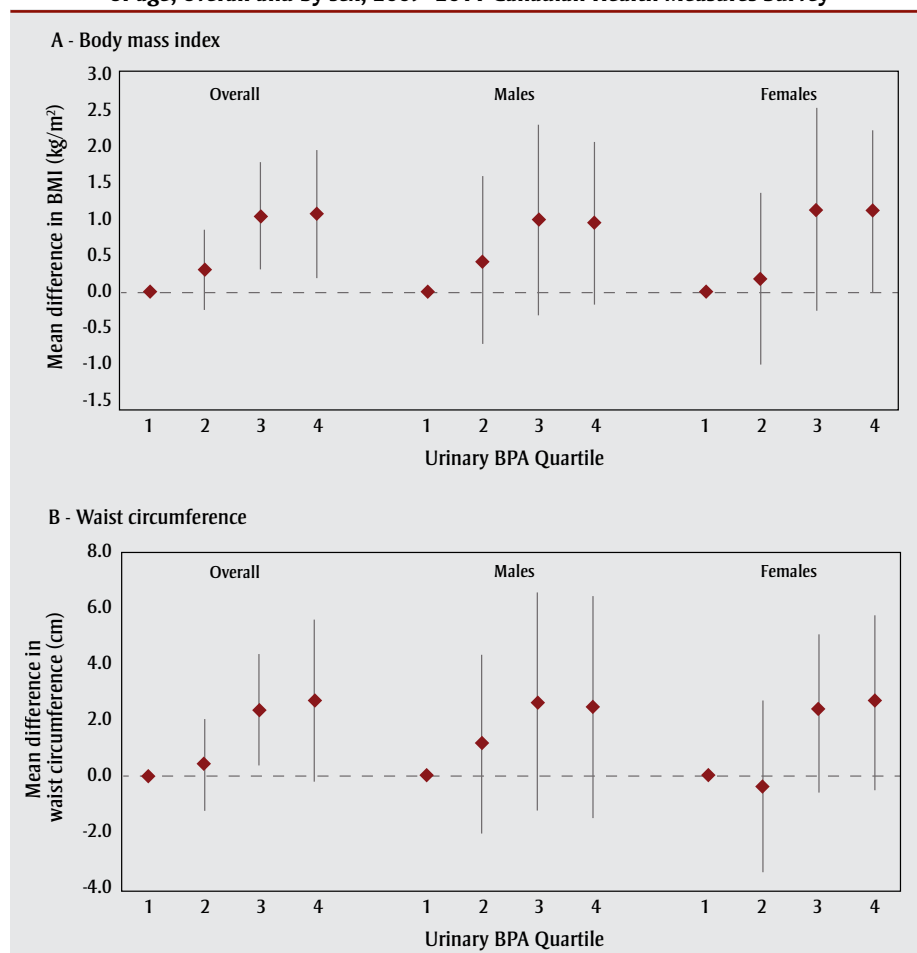 of age, overall and by sex, 2007–2011 Canadian Health Measures Survey
A - Body mass index
Mean difference in BMI (kg/m²)
3.0
2.5
2.0
1.5
1.0
0.5
0.0
-0.5
-1.0
-1.5
Overall
Males
Females
1 2 3 4 1 2 3 4 1 2 3 4
Urinary BPA Quartile
B - Waist circumference
Mean difference in
waist circumference (cm)
8.0
6.0
4.0
2.0
0.0
-2.0
-4.0
Overall
Males
Females
1 2 3 4 1 2 3 4 1 2 3 4
Urinary BPA Quartile